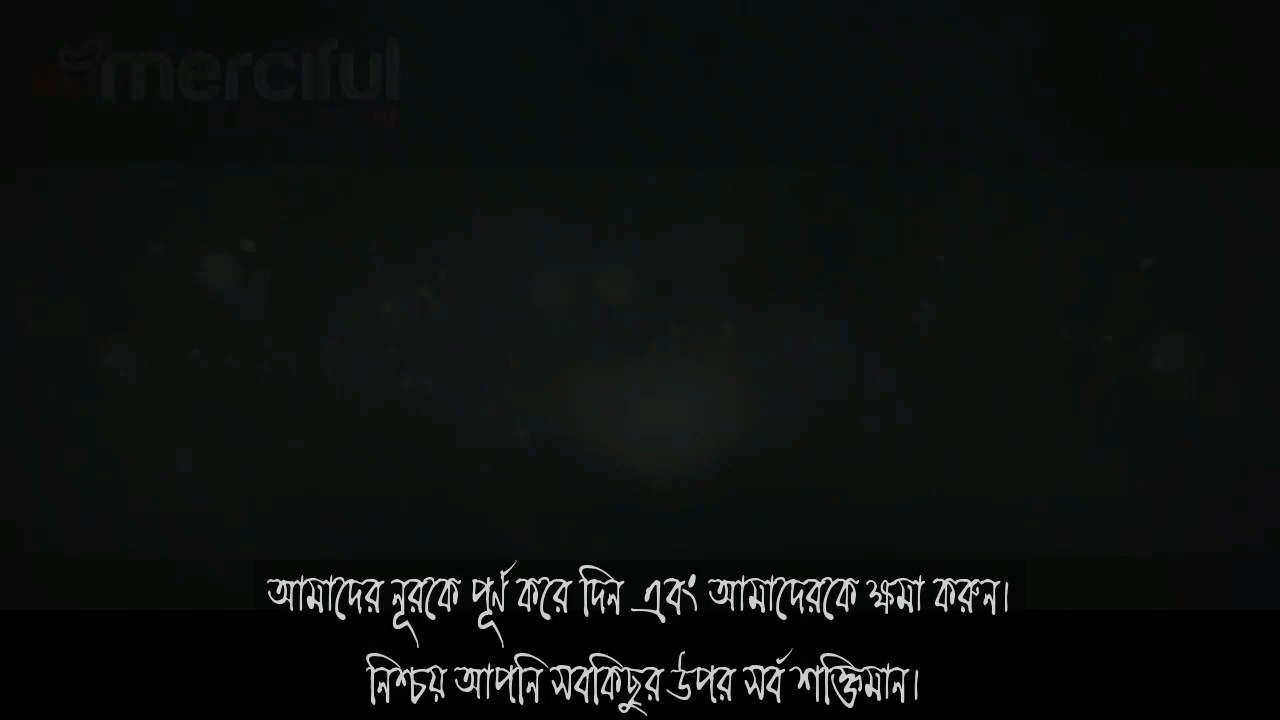 merciful
আমাদের নূরকে পূর্ণ করে দিন এবং আমাদেরকে ক্ষমা করুন।
নিশ্চয় আপনি সবকিছুর উপর সর্ব শক্তিমান।